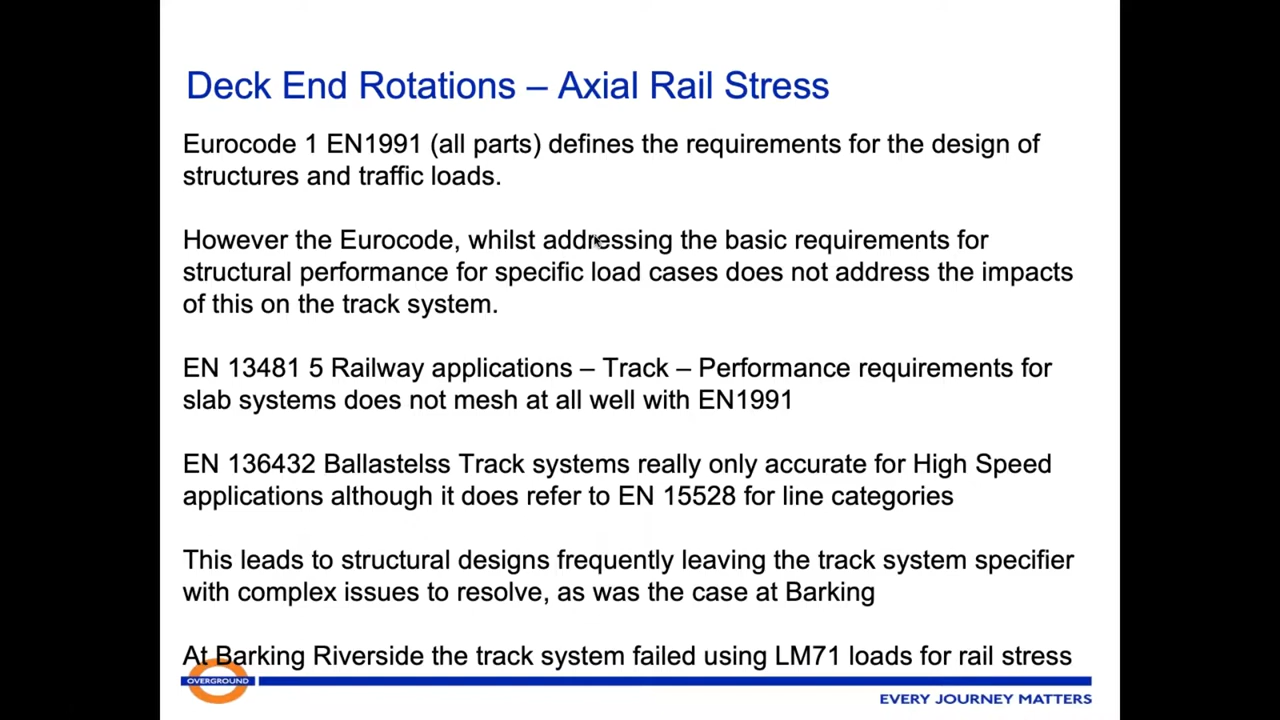 Deck End Rotations – Axial Rail Stress
Eurocode 1 EN1991 (all parts) defines the requirements for the design of
structures and traffic loads.
However the Eurocode, whilst addressing the basic requirements for
structural performance for specific load cases does not address the impacts
of this on the track system.
EN 13481 5 Railway applications – Track – Performance requirements for
slab systems does not mesh at all well with EN1991
EN 136432 Ballastelss Track systems really only accurate for High Speed
applications although it does refer to EN 15528 for line categories
This leads to structural designs frequently leaving the track system specifier
with complex issues to resolve, as was the case at Barking
At Barking Riverside the track system failed using LM71 loads for rail stress
OVERGROUND
EVERY JOURNEY MATTERS